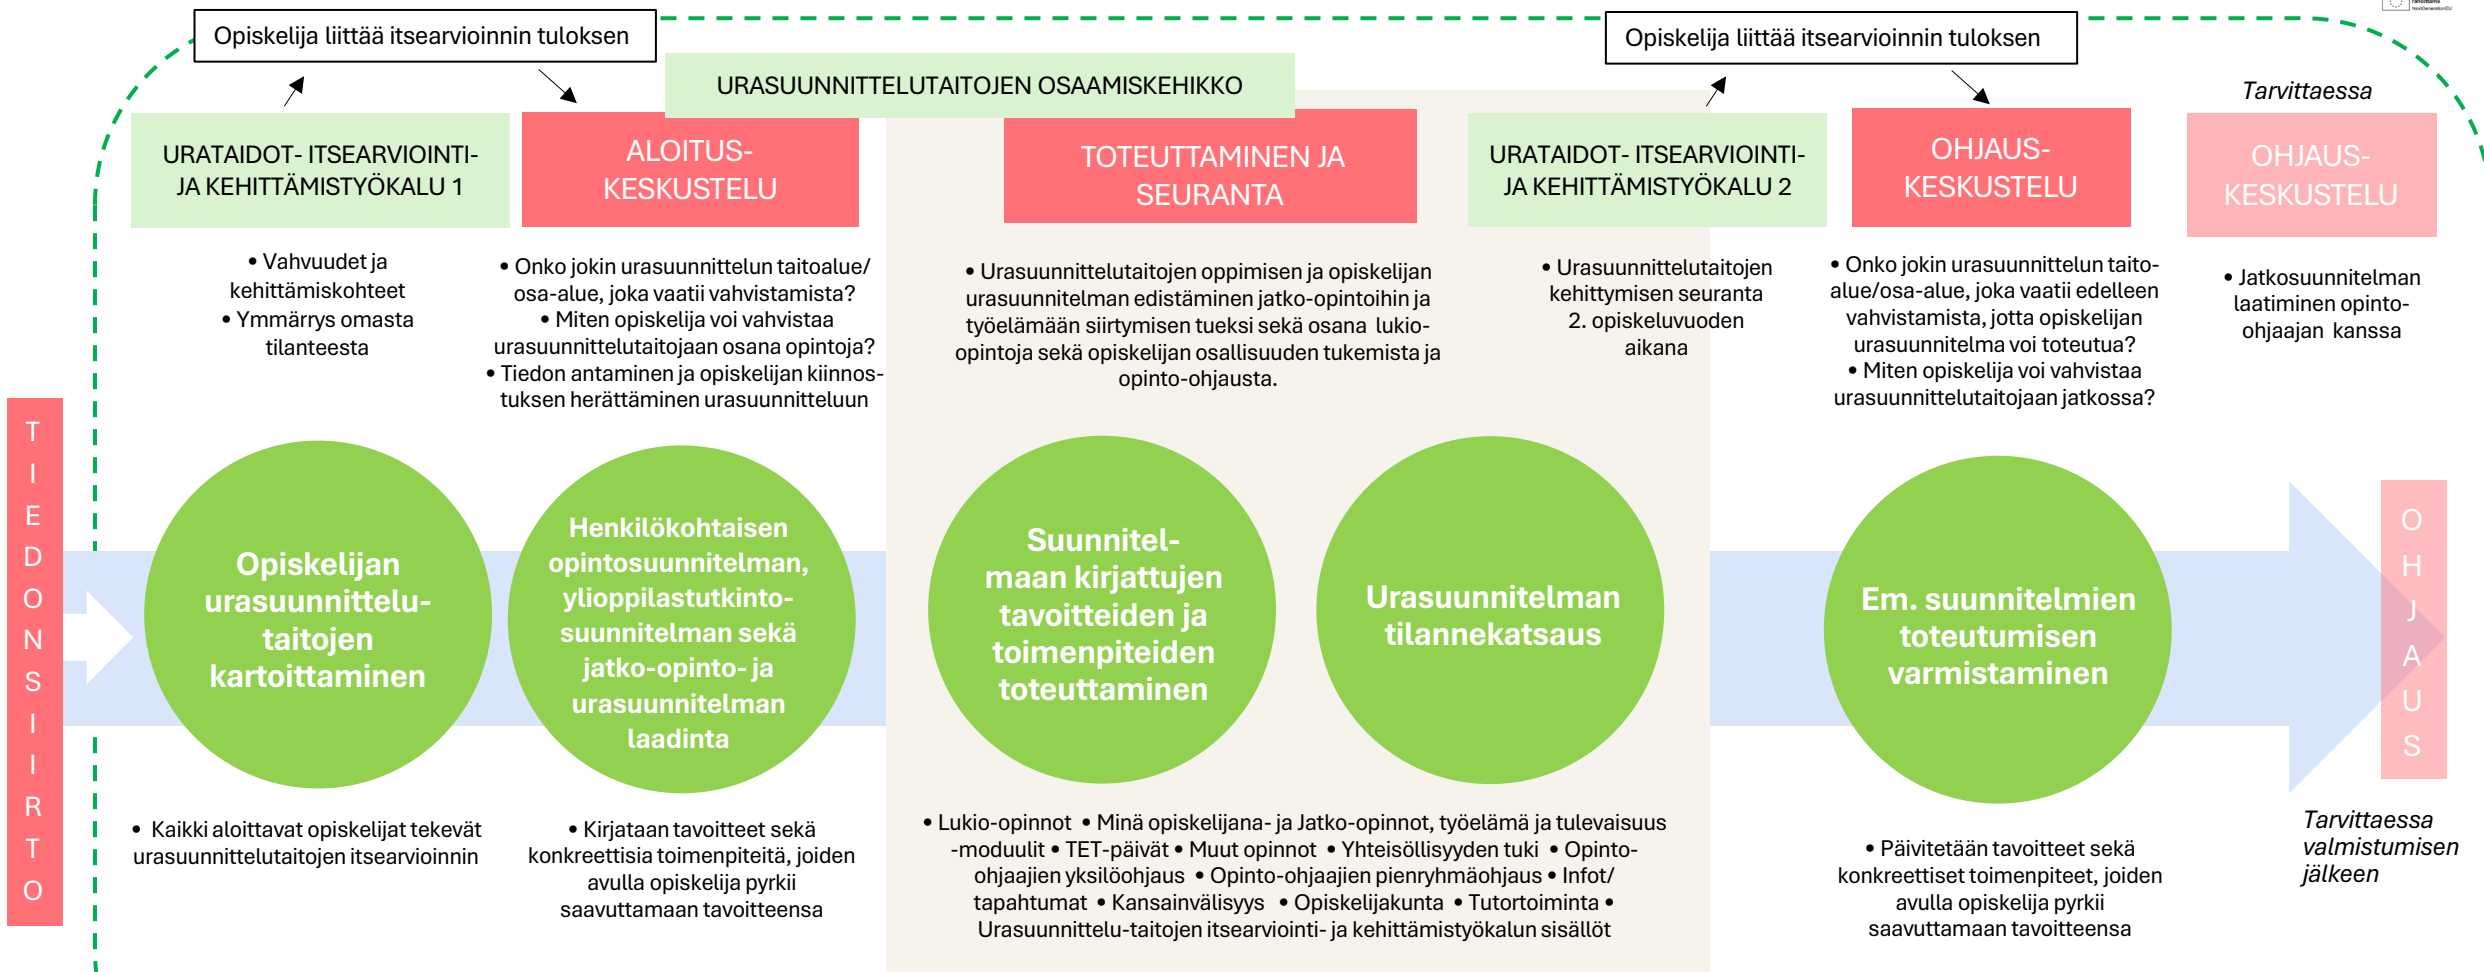 rahoittama
NextGenerationEU
Opiskelija liittää itsearvioinnin tuloksen
Opiskelija liittää itsearvioinnin tuloksen
URASUUNNITTELUTAITOJEN OSAAMISKEHIKKO
Tarvittaessa
URATAIDOT- ITSEARVIOINTI-
JA KEHITTÄMISTYÖKALU 1
ALOITUS-
KESKUSTELU
TOTEUTTAMINEN JA
SEURANTA
URATAIDOT- ITSEARVIOINTI-
JA KEHITTÄMISTYÖKALU 2
OHJAUS-
KESKUSTELU
OHJAUS-
KESKUSTELU
• Vahvuudet ja
kehittämiskohteet
• Ymmärrys omasta
tilanteesta
• Onko jokin urasuunnittelun taitoalue/
osa-alue, joka vaatii vahvistamista?
• Miten opiskelija voi vahvistaa
urasuunnittelutaitojaan osana opintoja?
• Tiedon antaminen ja opiskelijan kiinnos-
tuksen herättäminen urasuunnitteluun
• Urasuunnittelutaitojen oppimisen ja opiskelijan
urasuunnitelman edistäminen jatko-opintoihin ja
työelämään siirtymisen tueksi sekä osana lukio-
opintoja sekä opiskelijan osallisuuden tukemista ja
opinto-ohjausta.
• Urasuunnittelutaitojen
kehittymisen seuranta
2. opiskeluvuoden
aikana
• Onko jokin urasuunnittelun taito-
alue/osa-alue, joka vaatii edelleen
vahvistamista, jotta opiskelijan
urasuunnitelma voi toteutua?
• Miten opiskelija voi vahvistaa
urasuunnittelutaitojaan jatkossa?
• Jatkosuunnitelman
laatiminen opinto-
ohjaajan kanssa
TIEDONSIIRTO
Opiskelijan
urasuunnittelu-
taitojen
kartoittaminen
Henkilökohtaisen
opintosuunnitelman,
ylioppilastutkinto-
suunnitelman sekä
jatko-opinto- ja
urasuunnitelman
laadinta
Suunnitel-
maan kirjattujen
tavoitteiden ja
toimenpiteiden
toteuttaminen
Urasuunnitelman
tilannekatsaus
Em. suunnitelmien
toteutumisen
varmistaminen
OHJAUS
• Kaikki aloittavat opiskelijat tekevät
urasuunnittelutaitojen itsearvioinnin
• Kirjataan tavoitteet sekä
konkreettisia toimenpiteitä, joiden
avulla opiskelija pyrkii
saavuttamaan tavoitteensa
• Lukio-opinnot • Minä opiskelijana- ja Jatko-opinnot, työelämä ja tulevaisuus
-moduulit • TET-päivät • Muut opinnot • Yhteisöllisyyden tuki • Opinto-
ohjaajien yksilöohjaus • Opinto-ohjaajien pienryhmäohjaus • Infot/
tapahtumat • Kansainvälisyys • Opiskelijakunta • Tutortoiminta •
Urasuunnittelu-taitojen itsearviointi- ja kehittämistyökalun sisällöt
• Päivitetään tavoitteet sekä
konkreettiset toimenpiteet, joiden
avulla opiskelija pyrkii
saavuttamaan tavoitteensa
Tarvittaessa
valmistumisen
jälkeen